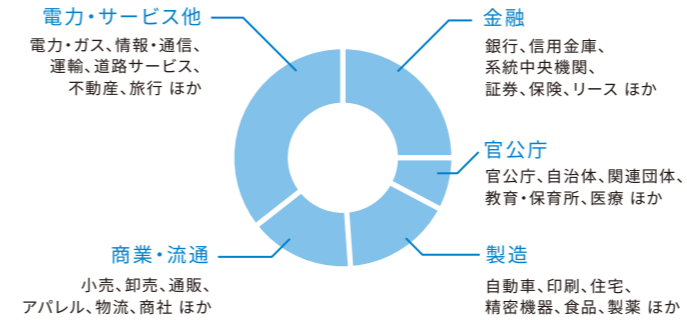 電力・サービス他
電力・ガス、情報・通信、
運輸、道路サービス、
不動産、旅行 ほか
金融
銀行、信用金庫、
系統中央機関、
証券、保険、リース ほか
官公庁
官公庁、自治体、関連団体、
教育・保育所、医療 ほか
製造
自動車、印刷、住宅、
精密機器、食品、製薬 ほか
商業・流通
小売、卸売、通販、
アパレル、物流、商社 ほか